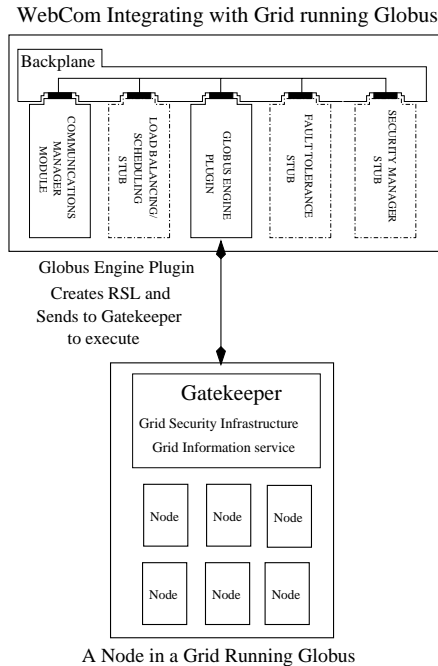 WebCom Integrating with Grid running Globus
Backplane
COMMUNICATIONS
MANAGER
MODULE
LOAD BALANCING/
SCHEDULING
STUB
GLOBUS ENGINE
PLUGIN
FAULT TOLERANCE
STUB
SECURITY MANAGER
STUB
Globus Engine Plugin
Creates RSL and
Sends to Gatekeeper
to execute
Gatekeeper
Grid Security Infrastructure
Grid Information service
Node Node Node
Node Node Node
A Node in a Grid Running Globus